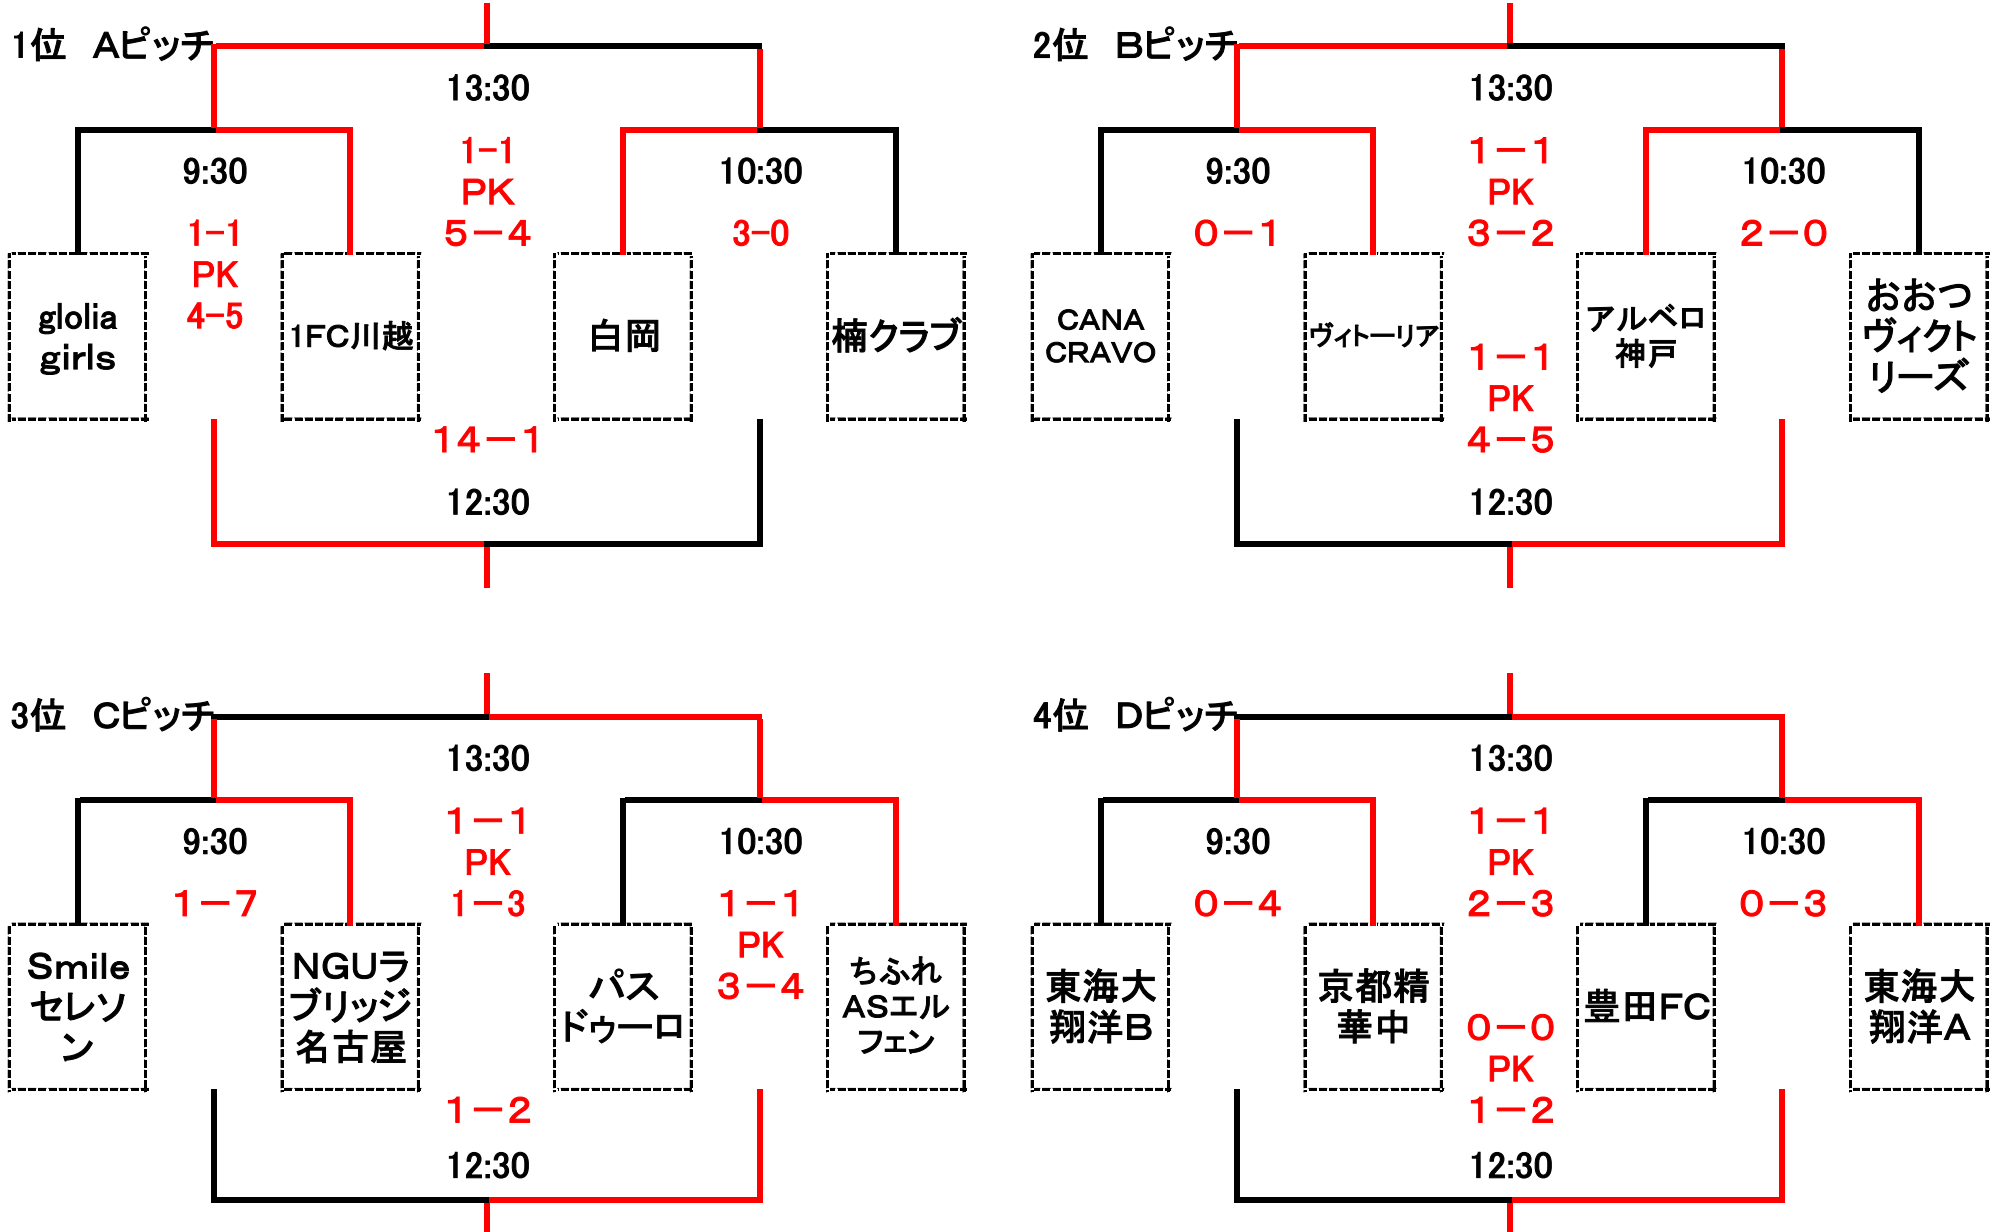 1位　Aピッチ
13:30
9:30
1-1
PK
4-5
1-1
PK
5-4
10:30
3-0
glolia
girls
1FC川越
白岡
楠クラブ
14-1
12:30
2位　Bピッチ
13:30
9:30
0-1
1-1
PK
3-2
10:30
2-0
CANA
CRAVO
ヴィトーリア
アルベロ
神戸
おおつ
ヴィクト
リーズ
1-1
PK
4-5
12:30
3位　Cピッチ
13:30
9:30
1-7
1-1
PK
1-3
10:30
1-1
PK
3-4
Smile
セレソ
ン
NGUラ
ブリッジ
名古屋
パス
ドゥーロ
ちふれ
ASエル
フェン
1-2
12:30
4位　Dピッチ
13:30
9:30
0-4
1-1
PK
2-3
10:30
0-3
東海大
翔洋B
京都精
華中
豊田FC
東海大
翔洋A
0-0
PK
1-2
12:30